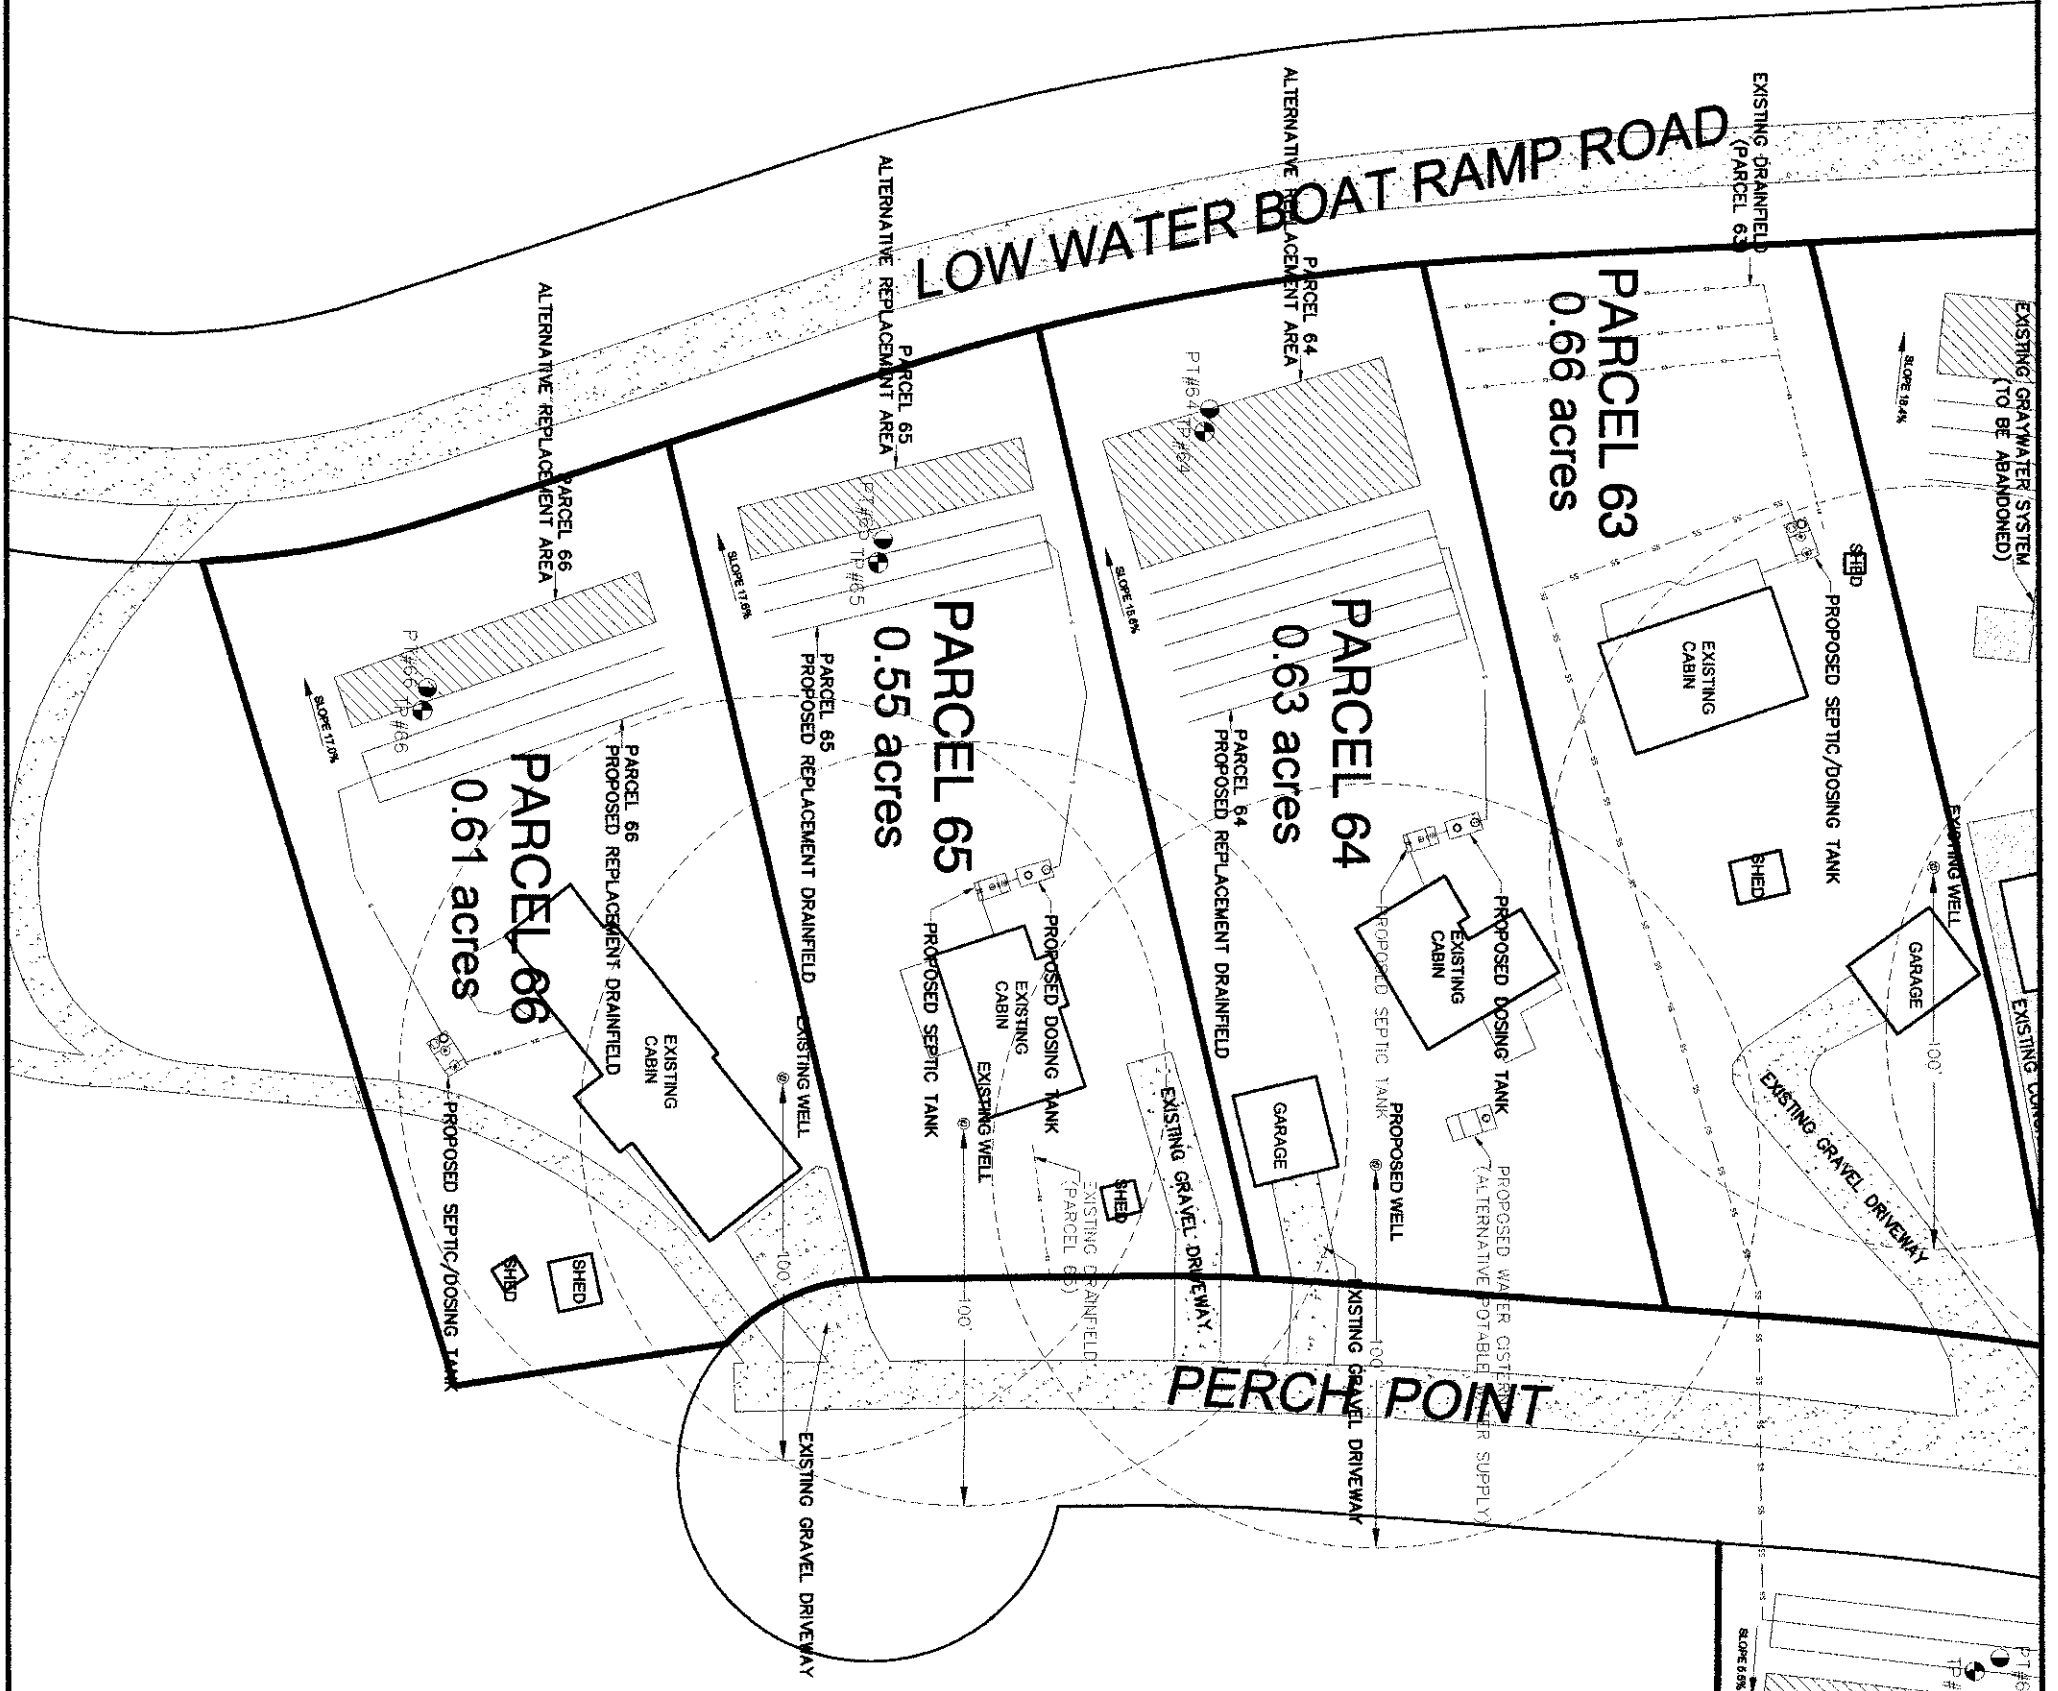 LOW WATER BOAT RAMP ROAD
EXISTING DRAINFIELD
(PARCEL 63)
PARCEL 64
ALTERNATIVE REPLACEMENT AREA
PARCEL 65
ALTERNATIVE REPLACEMENT AREA
PARCEL 66
ALTERNATIVE REPLACEMENT AREA
EXISTING GRAYWATER SYSTEM
(TO BE ABANDONED)
SLOPE 18.4%
PARCEL 63
0.66 acres
SHED
PROPOSED SEPTIC/DOSING TANK
EXISTING
CABIN
SHED
EXISTING WELL
GARAGE
100'
EXISTING GRAVEL DRIVEWAY
EXISTING
PT#64 TP#64
SLOPE 15.6%
PARCEL 64
0.63 acres
PARCEL 64
PROPOSED REPLACEMENT DRAINFIELD
PROPOSED DOSING TANK
PROPOSED SEPTIC TANK
EXISTING
CABIN
GARAGE
PROPOSED WELL
100'
PROPOSED WATER CISTERN
(ALTERNATIVE POTABLE WATER SUPPLY)
EXISTING GRAVEL DRIVEWAY
PT#65 TP#65
SLOPE 17.6%
PARCEL 65
0.55 acres
PARCEL 65
PROPOSED REPLACEMENT DRAINFIELD
PROPOSED DOSING TANK
PROPOSED SEPTIC TANK
EXISTING
CABIN
EXISTING WELL
100'
EXISTING DRAINFIELD
(PARCEL 65)
SHED
EXISTING GRAVEL DRIVEWAY
PT#66 TP#66
SLOPE 17.0%
PARCEL 66
0.61 acres
PARCEL 66
PROPOSED REPLACEMENT DRAINFIELD
EXISTING
CABIN
EXISTING WELL
100'
PROPOSED SEPTIC/DOSING TANK
SHED
SHED
EXISTING GRAVEL DRIVEWAY
PERCH POINT
SLOPE 6.6%
PT#6
TP#